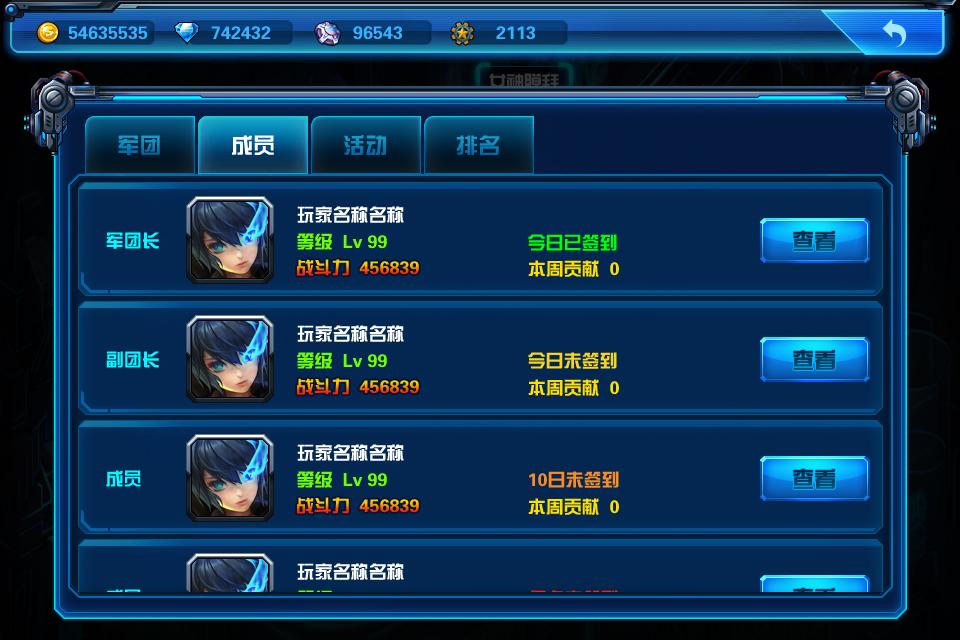 54635535 742432 96543 2113
女神膜拜
军团 成员 活动 排名
玩家名称名称
军团长 等级 Lv 99 今日已签到 查看
战斗力 456839 本周贡献 0
玩家名称名称
副团长 等级 Lv 99 今日未签到 查看
战斗力 456839 本周贡献 0
玩家名称名称
成员 等级 Lv 99 10日未签到 查看
战斗力 456839 本周贡献 0
玩家名称名称